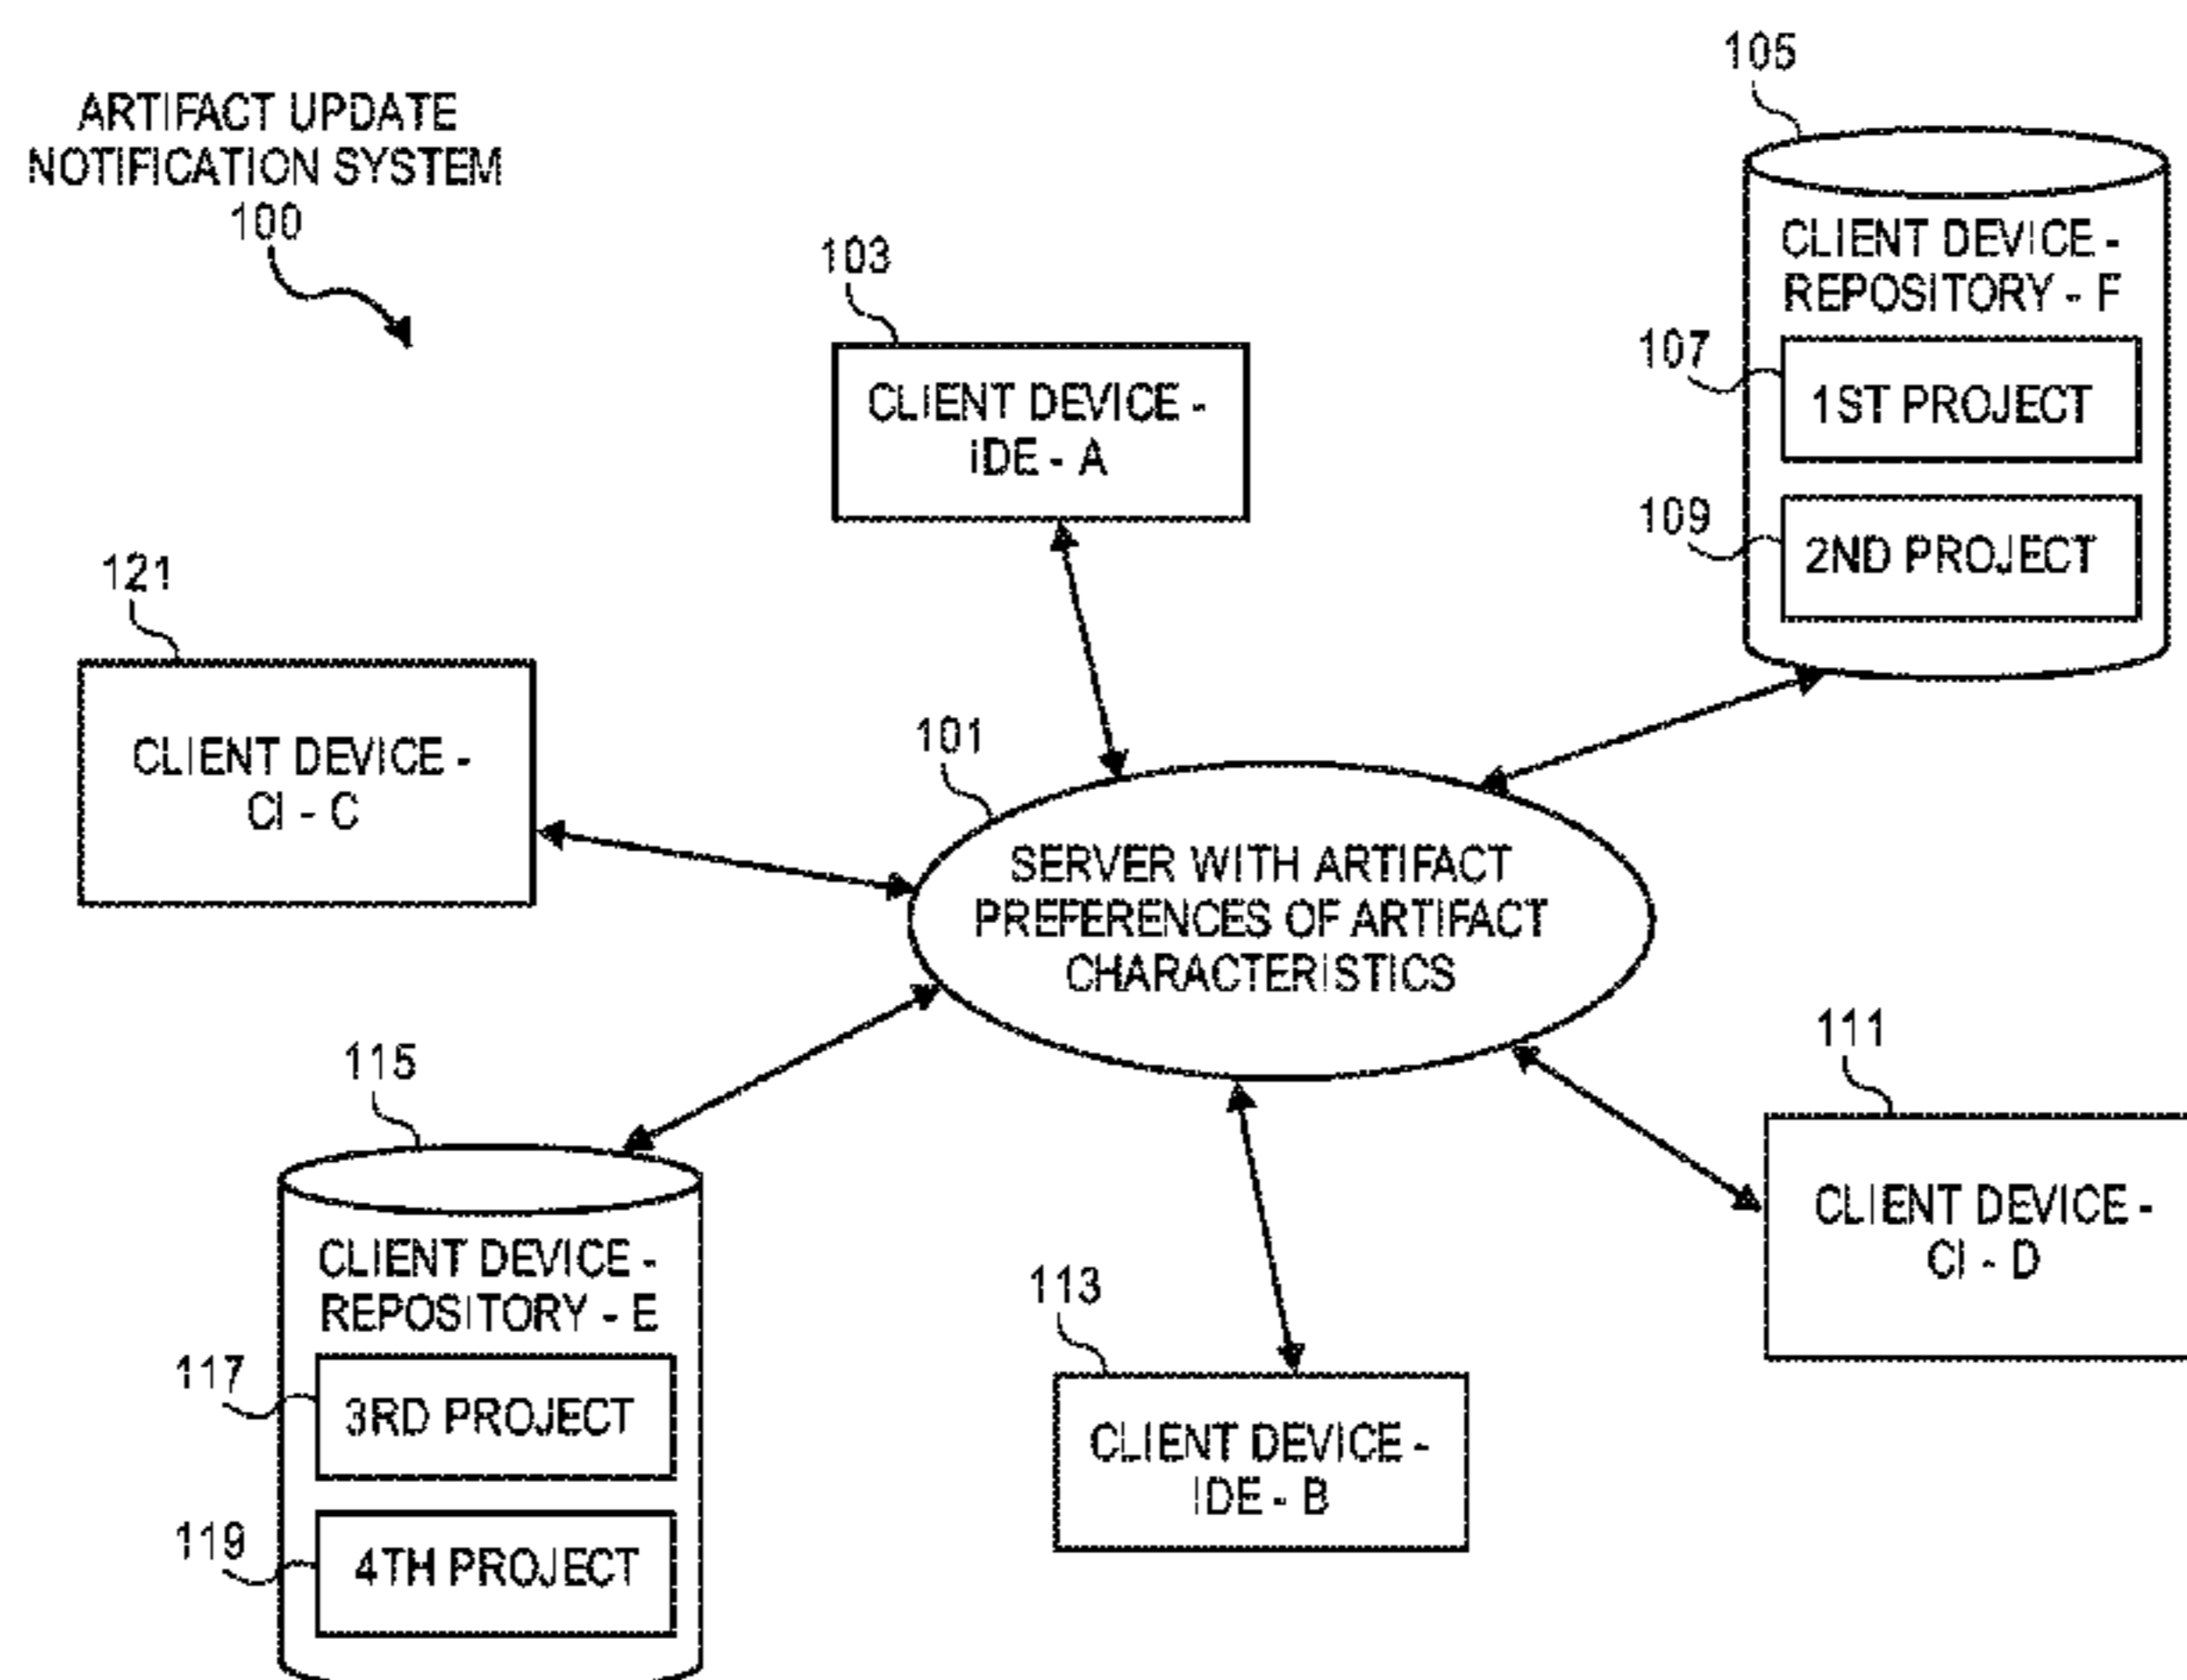 ARTIFACT UPDATE
NOTIFICATION SYSTEM
100
105
CLIENT DEVICE -
REPOSITORY - F
107
1ST PROJECT
109
2ND PROJECT
103
CLIENT DEVICE -
IDE - A
121
CLIENT DEVICE -
CI - C
101
SERVER WITH ARTIFACT
PREFERENCES OF ARTIFACT
CHARACTERISTICS
111
CLIENT DEVICE -
CI - D
115
CLIENT DEVICE -
REPOSITORY - E
117
3RD PROJECT
119
4TH PROJECT
113
CLIENT DEVICE -
IDE - B